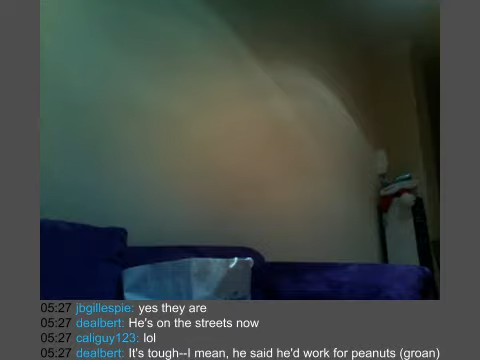 05:27 jbgillespie: yes they are
05:27 dealbert: He's on the streets now
05:27 caliguy123: lol
05:27 dealbert: It's tough--I mean, he said he'd work for peanuts (groan)